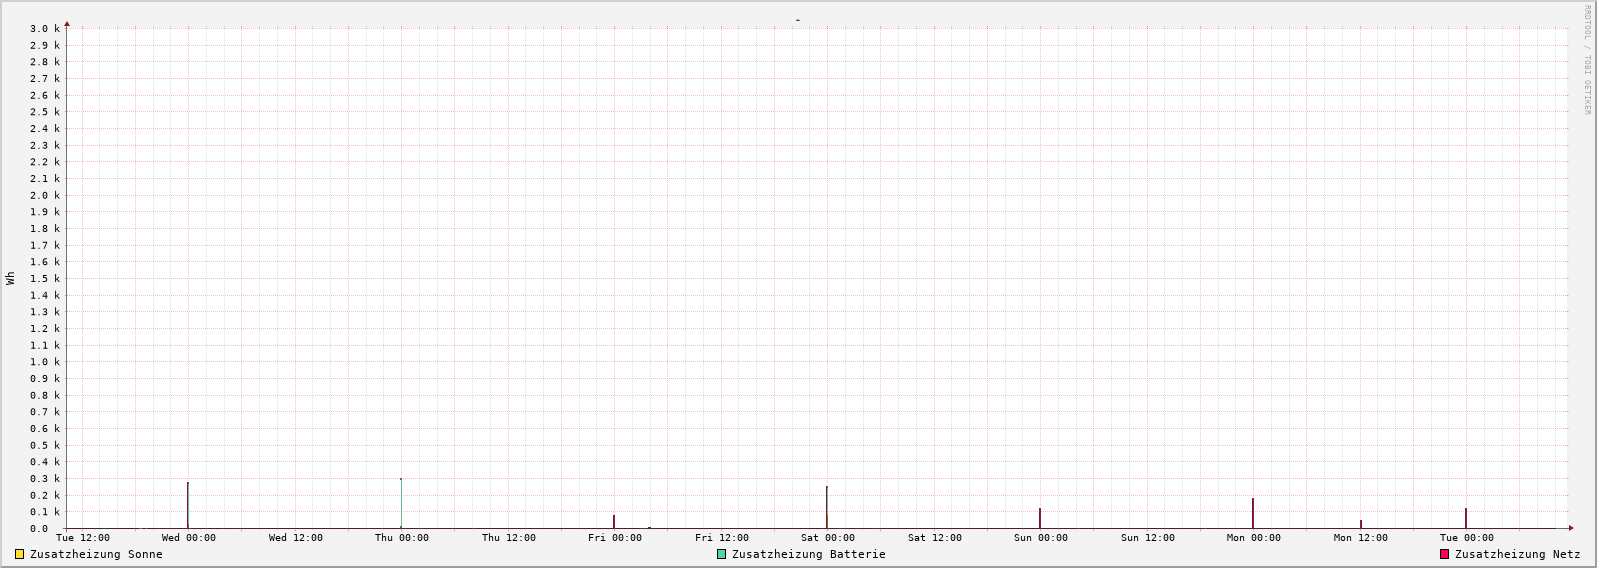 -
3.0 k
2.9 k
2.8 k
2.7 k
2.6 k
2.5 k
2.4 k
2.3 k
2.2 k
2.1 k
2.0 k
1.9 k
1.8 k
1.7 k
1.6 k
1.5 k
1.4 k
1.3 k
1.2 k
1.1 k
1.0 k
0.9 k
0.8 k
0.7 k
0.6 k
0.5 k
0.4 k
0.3 k
0.2 k
0.1 k
0.0
Wh
Tue 12:00 Wed 00:00 Wed 12:00 Thu 00:00 Thu 12:00 Fri 00:00 Fri 12:00 Sat 00:00 Sat 12:00 Sun 00:00 Sun 12:00 Mon 00:00 Mon 12:00 Tue 00:00
Zusatzheizung Sonne Zusatzheizung Batterie Zusatzheizung Netz
RRDTOOL / TOBI OETIKER